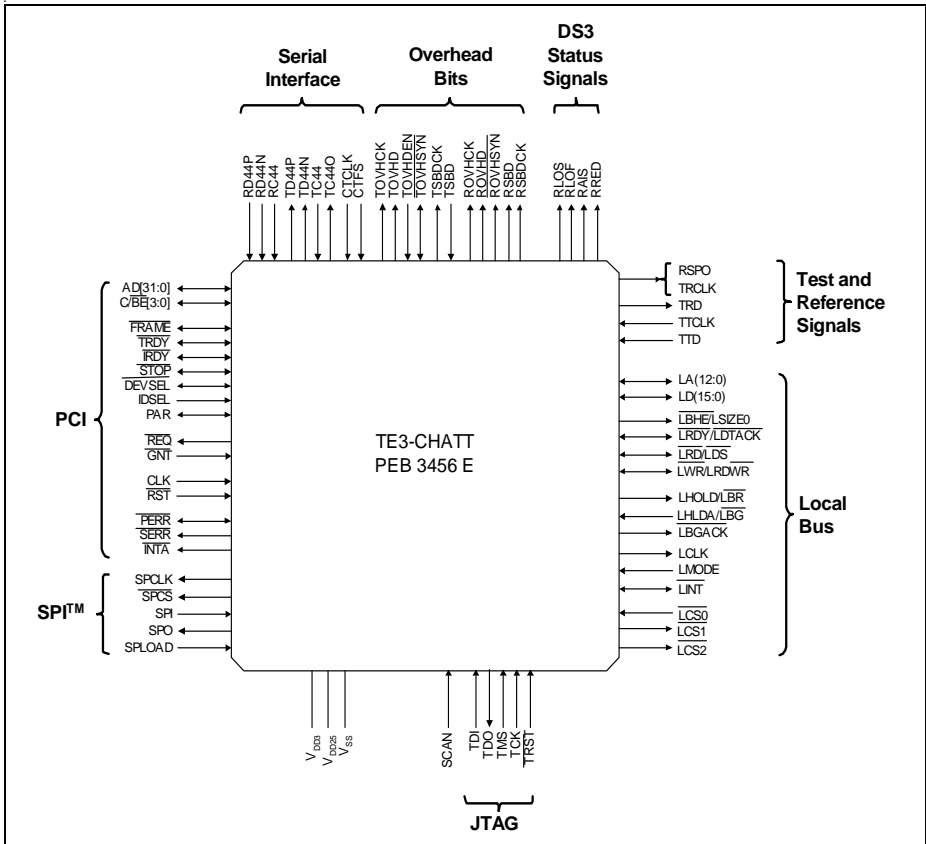 Serial
Interface
Overhead
Bits
DS3
Status
Signals
RD44P
RD44N
RC44
TD44P
TD44N
TC44
TC44O
CTCLK
CTFS
TOVHCK
TOVHD
TOVHDEN
TOVHSYN
TSBDCK
TSBD
ROVHCK
ROVHD
ROVHSYN
RSBD
RSBDCK
RLOS
RLOF
RAIS
RRED
PCI
AD[31:0]
C/BE[3:0]
FRAME
TRDY
IRDY
STOP
DEVSEL
IDSEL
PAR
REQ
GNT
CLK
RST
PERR
SERR
INTA
SPI™
SPCLK
SPCS
SPI
SPO
SPLOAD
TE3-CHATT
PEB 3456 E
RSPO
TRCLK
TRD
TTCLK
TTD
Test and
Reference
Signals
LA(12:0)
LD(15:0)
LBHE/LSIZE0
LRDY/LDTACK
LRD/LDS
LWR/LRDWR
LHOLD/LBR
LHLDA/LBG
LBGACK
LCLK
LMODE
LINT
LCS0
LCS1
LCS2
Local
Bus
VDD3
VDD25
VSS
SCAN
TDI
TDO
TMS
TCK
TRST
JTAG